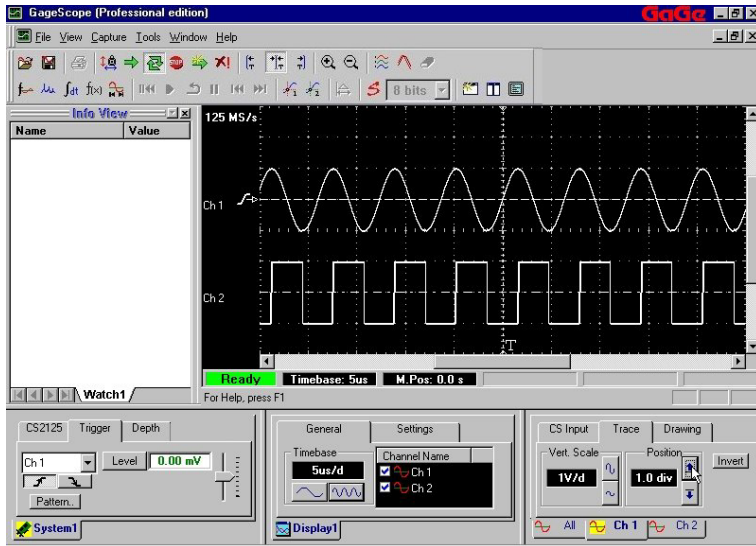 GageScope (Professional edition)
GaGe
File View Capture Tools Window Help
∫dt f(x)
8 bits
Info View
Name Value
Watch1
125 MS/s
Ch 1
Ch 2
T
Ready Timebase: 5us M.Pos: 0.0 s
For Help, press F1
CS2125 Trigger Depth
Ch 1 Level 0.00 mV
Pattern..
System1
General Settings
Timebase
5us/d
Channel Name
Ch 1
Ch 2
Display1
CS Input Trace Drawing
Vert. Scale Position
1V/d 1.0 div Invert
All Ch 1 Ch 2